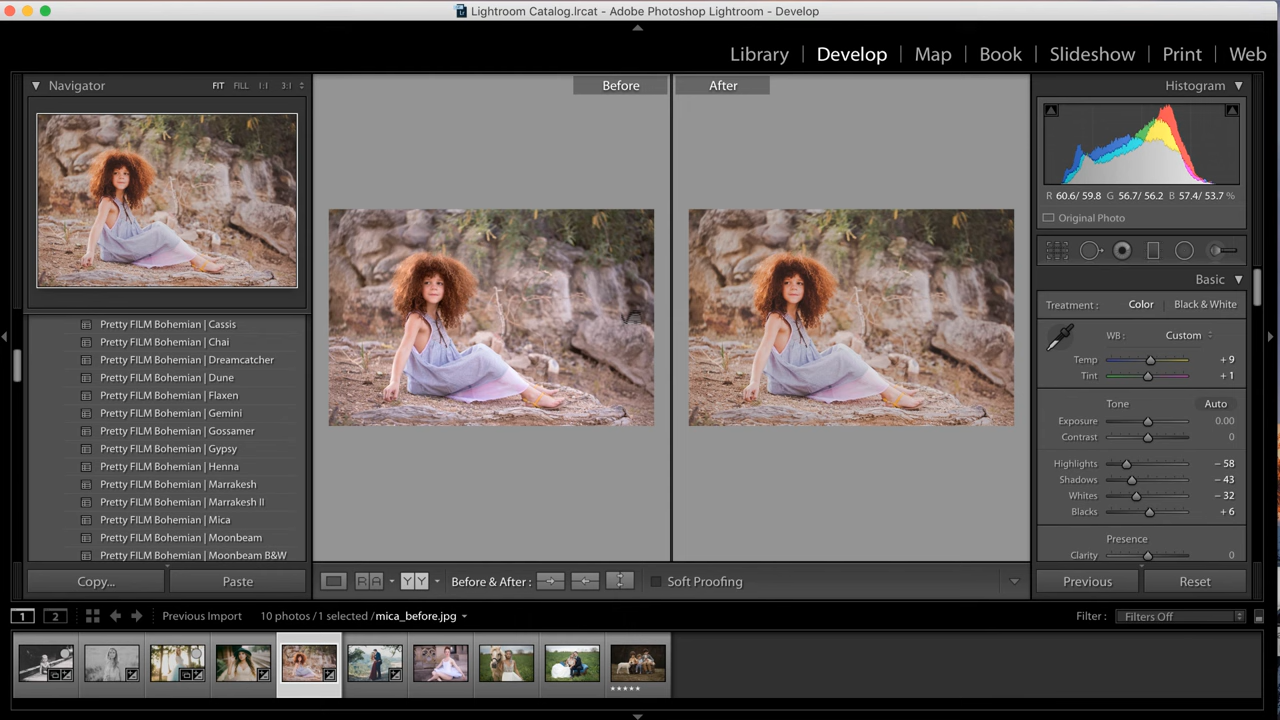 Lightroom Catalog.lrcat - Adobe Photoshop Lightroom - Develop
Library | Develop | Map | Book | Slideshow | Print | Web
Navigator FIT FILL 1:1 3:1
Before
After
Histogram
R 60.6/ 59.8 G 56.7/ 56.2 B 57.4/ 53.7 %
Original Photo
Basic
Treatment : Color Black & White
WB : Custom
Temp + 9
Tint + 1
Tone Auto
Exposure 0.00
Contrast 0
Highlights − 58
Shadows − 43
Whites − 32
Blacks + 6
Presence
Clarity 0
Pretty FILM Bohemian | Cassis
Pretty FILM Bohemian | Chai
Pretty FILM Bohemian | Dreamcatcher
Pretty FILM Bohemian | Dune
Pretty FILM Bohemian | Flaxen
Pretty FILM Bohemian | Gemini
Pretty FILM Bohemian | Gossamer
Pretty FILM Bohemian | Gypsy
Pretty FILM Bohemian | Henna
Pretty FILM Bohemian | Marrakesh
Pretty FILM Bohemian | Marrakesh II
Pretty FILM Bohemian | Mica
Pretty FILM Bohemian | Moonbeam
Pretty FILM Bohemian | Moonbeam B&W
Copy... Paste
R A Y Y Before & After : Soft Proofing
Previous Reset
1 2 Previous Import 10 photos / 1 selected / mica_before.jpg
Filter : Filters Off